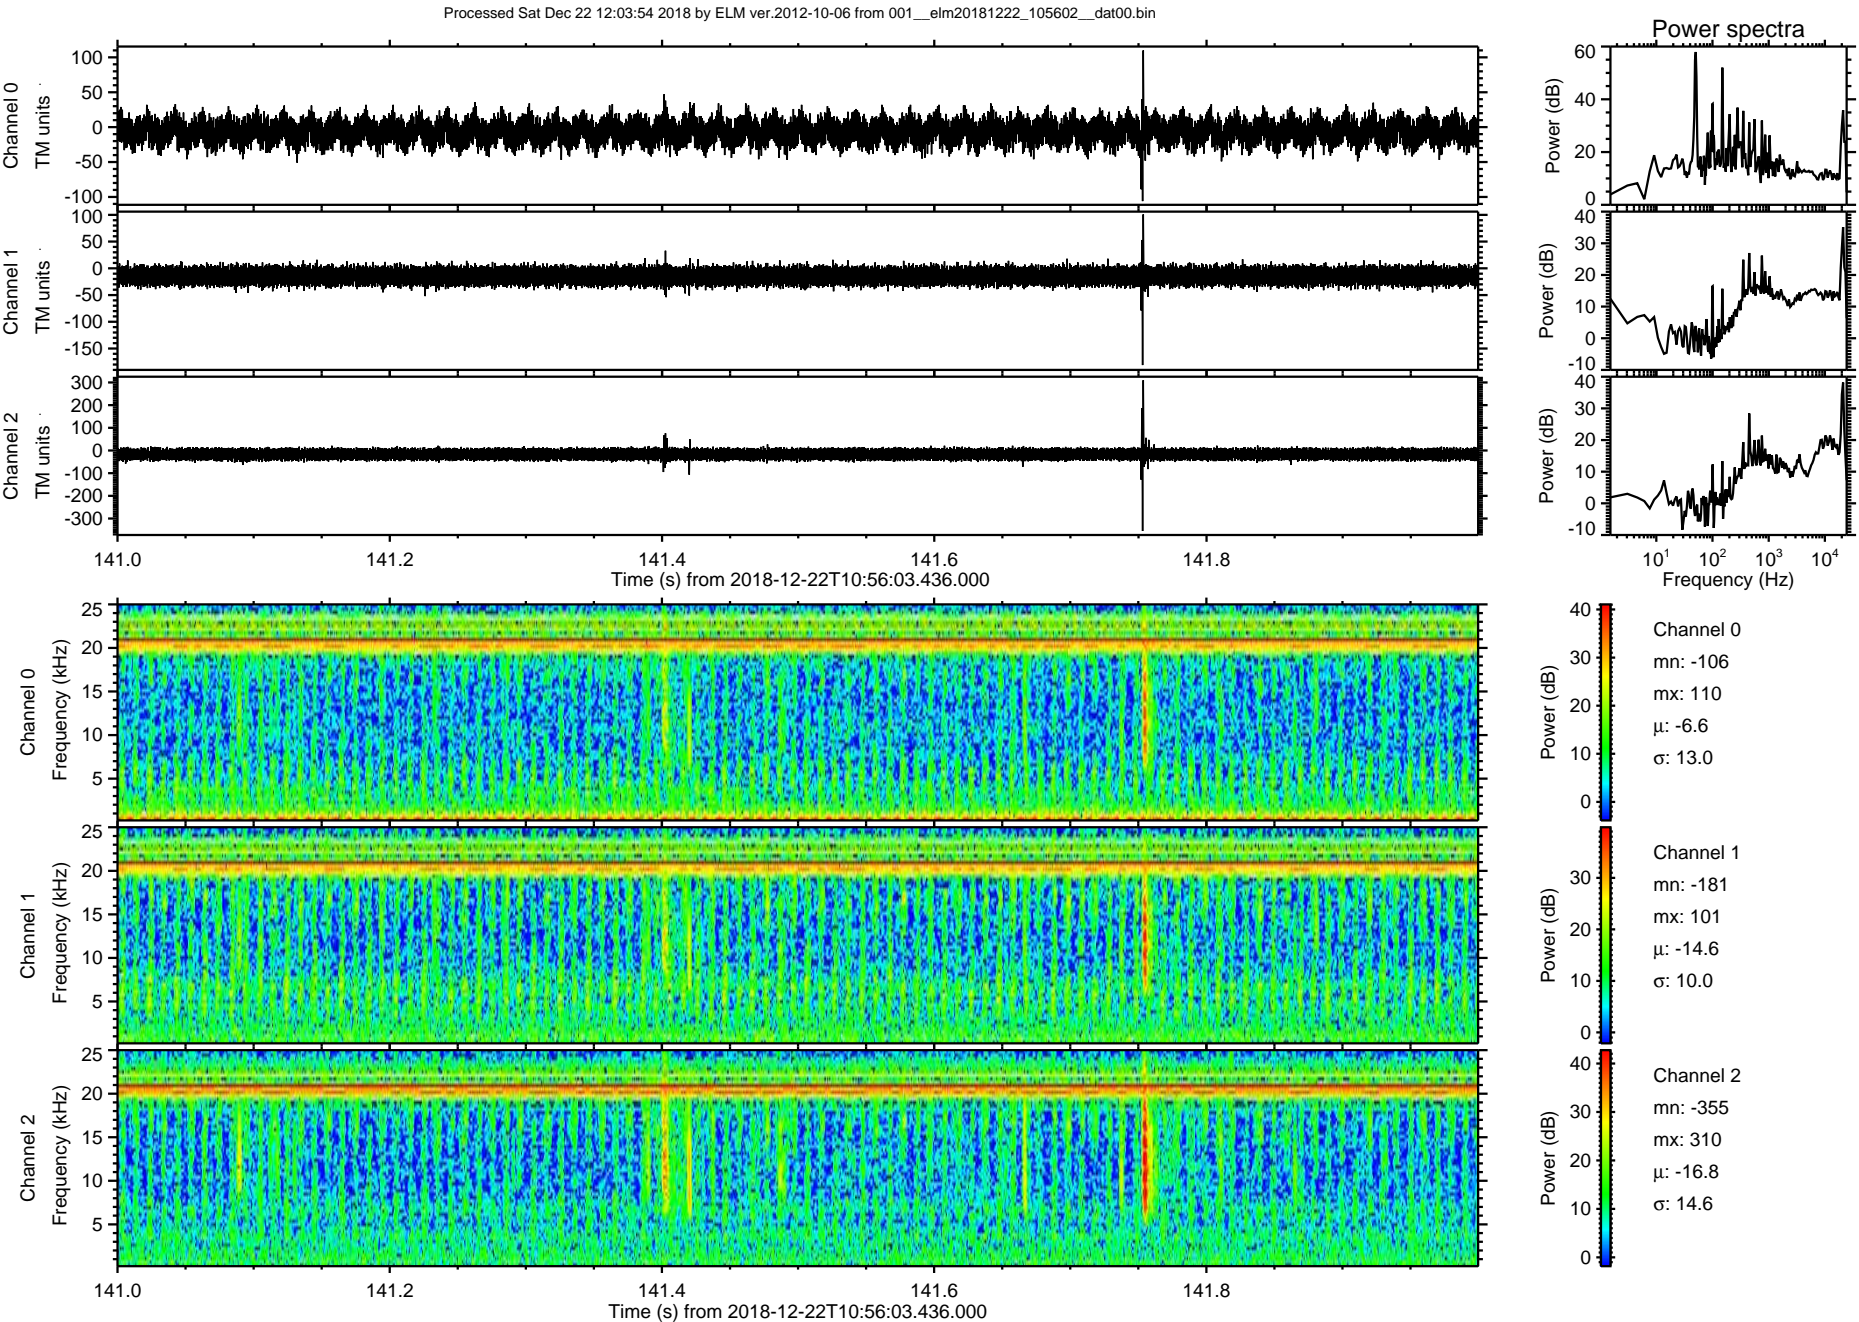 Processed Sat Dec 22 12:03:54 2018 by ELM ver.2012-10-06 from 001__elm20181222_105602__dat00.bin
Power spectra
Channel 0
TM units
100
50
0
-50
-100
Power (dB)
60
40
20
0
Channel 1
TM units
100
50
0
-50
-100
-150
Power (dB)
40
30
20
10
0
-10
Channel 2
TM units
300
200
100
0
-100
-200
-300
Power (dB)
40
30
20
10
0
-10
141.0 141.2 141.4 141.6 141.8
Time (s) from 2018-12-22T10:56:03.436.000
10^1 10^2 10^3 10^4
Frequency (Hz)
Channel 0
Frequency (kHz)
25
20
15
10
5
Power (dB)
40
30
20
10
0
Channel 0
mn: -106
mx: 110
μ: -6.6
σ: 13.0
Channel 1
Frequency (kHz)
25
20
15
10
5
Power (dB)
30
20
10
0
Channel 1
mn: -181
mx: 101
μ: -14.6
σ: 10.0
Channel 2
Frequency (kHz)
25
20
15
10
5
Power (dB)
40
30
20
10
0
Channel 2
mn: -355
mx: 310
μ: -16.8
σ: 14.6
141.0 141.2 141.4 141.6 141.8
Time (s) from 2018-12-22T10:56:03.436.000